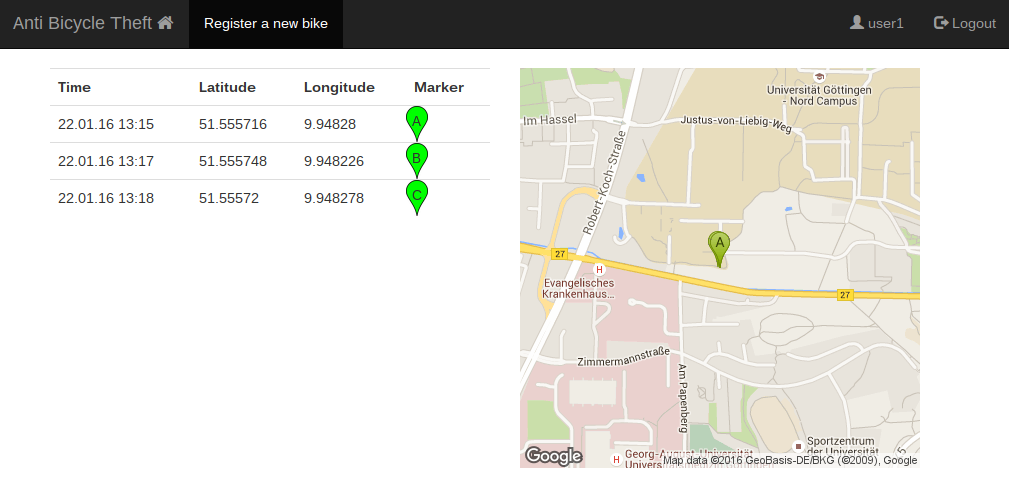 Anti Bicycle Theft
Register a new bike
user1
Logout
Time Latitude Longitude Marker
22.01.16 13:15 51.555716 9.94828 A
22.01.16 13:17 51.555748 9.948226 B
22.01.16 13:18 51.55572 9.948278 C
Universität Göttingen
- Nord Campus
Im Hassel
Justus-von-Liebig-Weg
Robert-Koch-Straße
A
27
H
Evangelisches
Krankenhaus...
27
Zimmermannstraße
Am Papenberg
Sportzentrum
der Universität
H
Georg-August-Universität
Google
Map data ©2016 GeoBasis-DE/BKG (©2009), Google